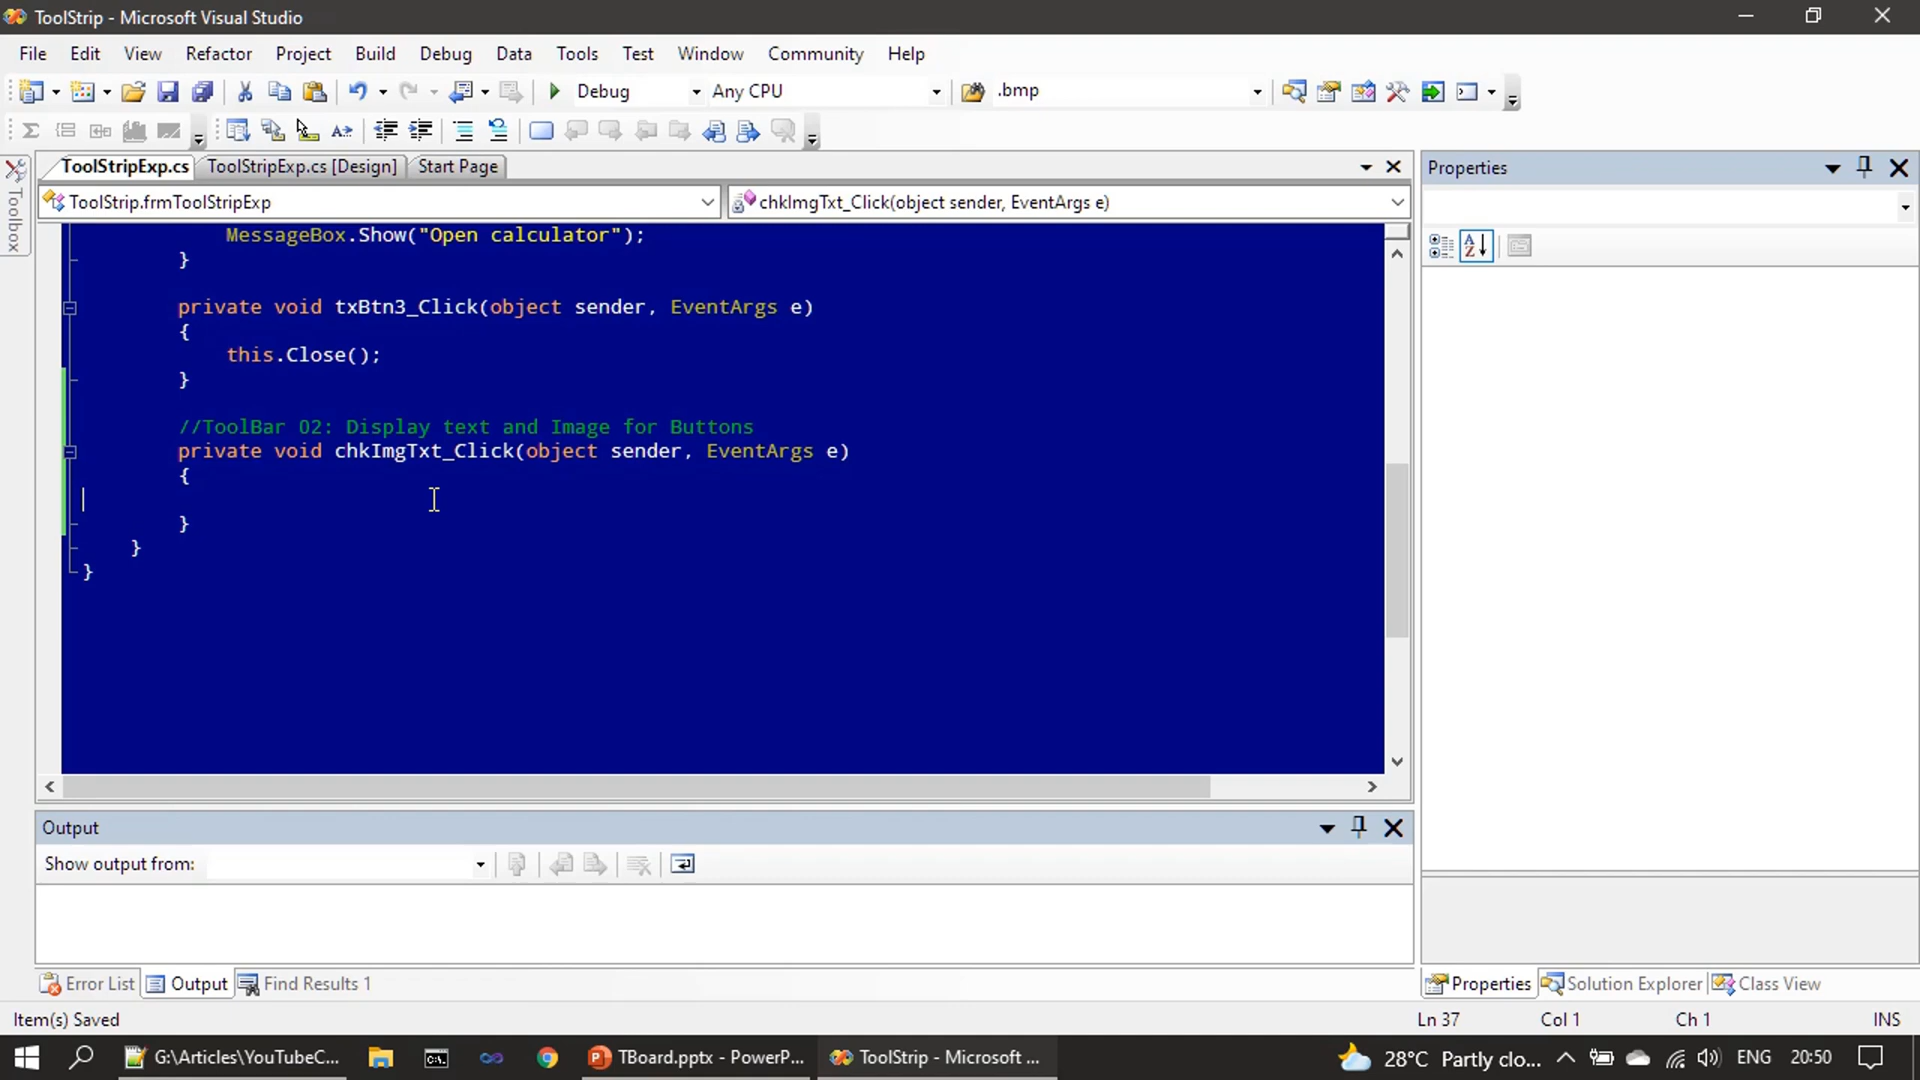 ToolStrip - Microsoft Visual Studio
File Edit View Refactor Project Build Debug Data Tools Test Window Community Help
Debug Any CPU .bmp
ToolStripExp.cs ToolStripExp.cs [Design] Start Page
Properties
Toolbox
ToolStrip.frmToolStripExp chkImgTxt_Click(object sender, EventArgs e)
MessageBox.Show("Open calculator");
}
private void txBtn3_Click(object sender, EventArgs e)
{
this.Close();
}
//ToolBar 02: Display text and Image for Buttons
private void chkImgTxt_Click(object sender, EventArgs e)
{
}
}
}
Output
Show output from:
Error List Output Find Results 1
Properties Solution Explorer Class View
Item(s) Saved Ln 37 Col 1 Ch 1 INS
G:\Articles\YouTubeC... TBoard.pptx - PowerP... ToolStrip - Microsoft ... 28°C Partly clo... ENG 20:50